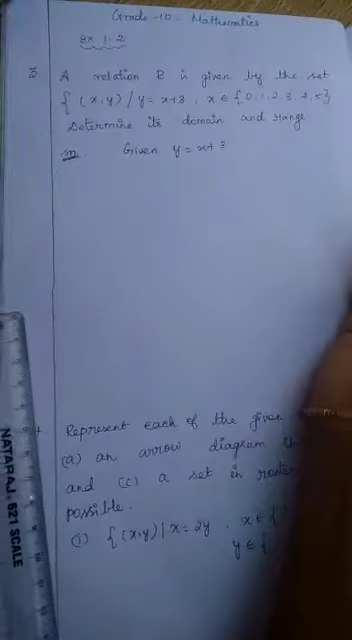 Grade-10- Mathematics
Ex 1.2
3 A relation R is given by the set
{ (x,y) / y = x+3 , x ∈ {0,1,2,3,4,5}
Determine its domain and range
Given y = x+3
Represent each of the given
(a) an arrow diagram
and (c) a set in roster
possible.
(i) { (x,y) | x = 2y , x ∈ {
y ∈ {
NATARAJ. 621 SCALE